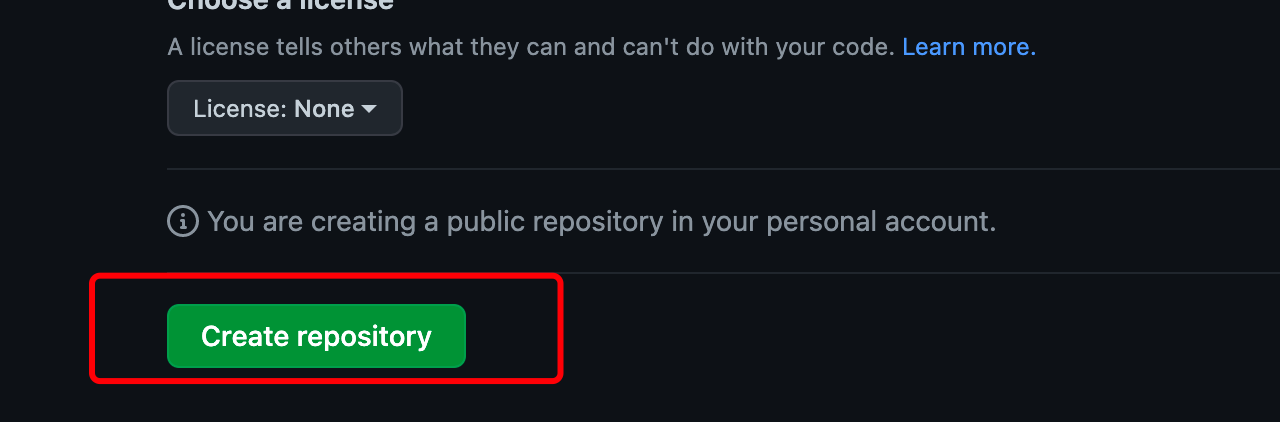 Choose a license
A license tells others what they can and can't do with your code. Learn more.
License: None
You are creating a public repository in your personal account.
Create repository